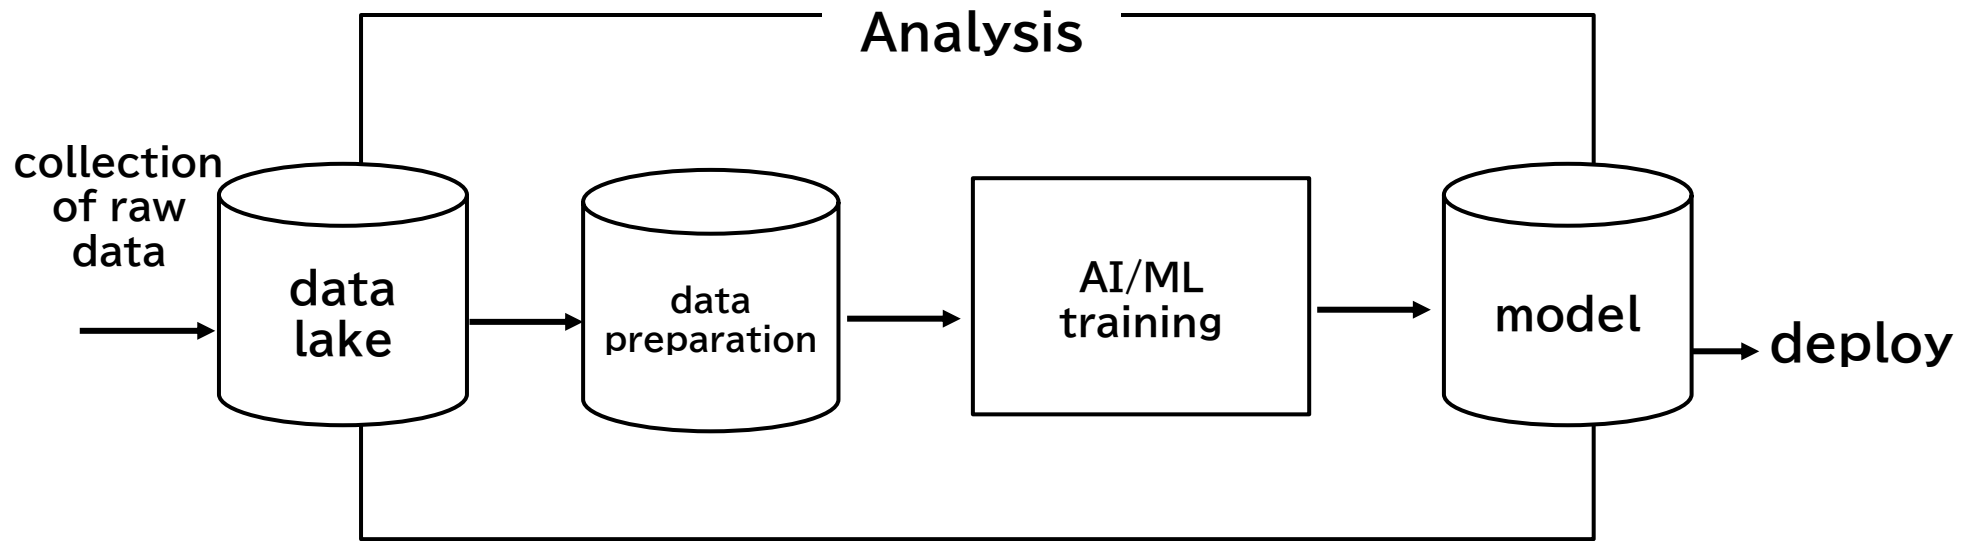 Analysis
collection
of raw
data
data
lake
data
preparation
AI/ML
training
model
deploy